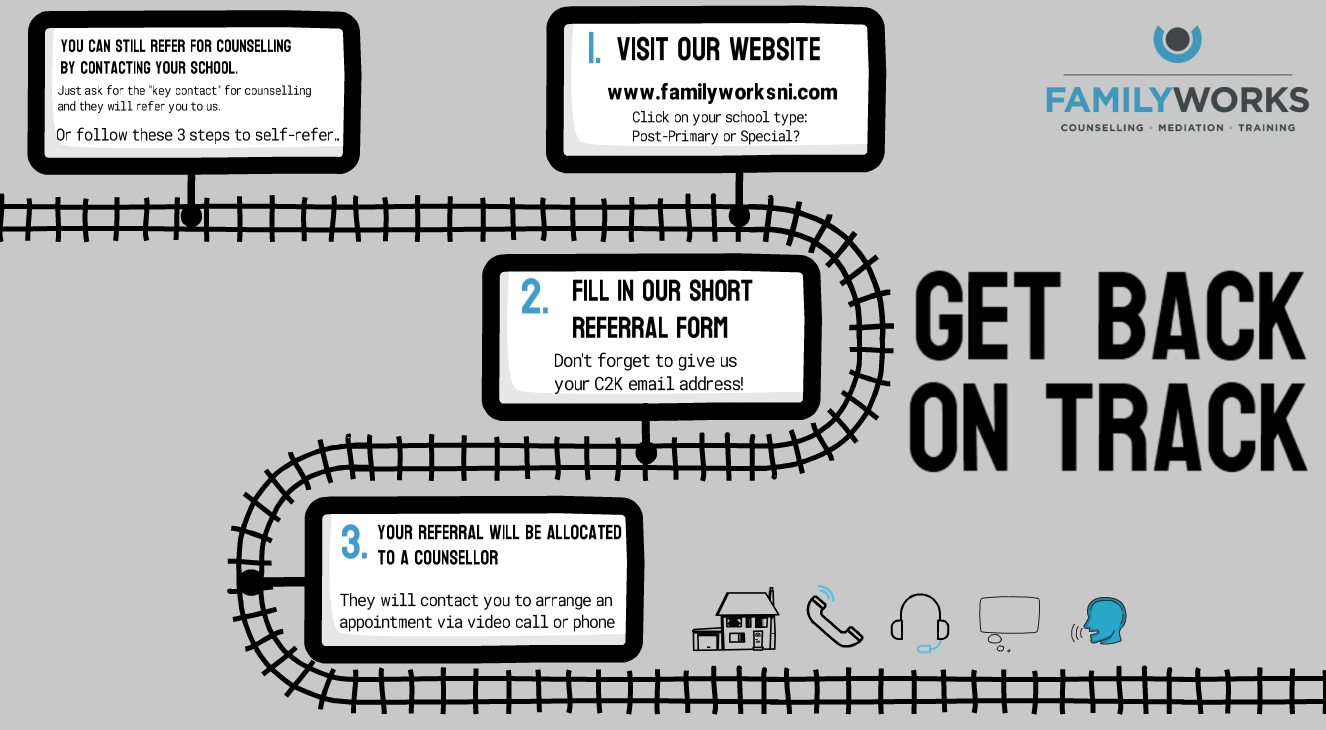 YOU CAN STILL REFER FOR COUNSELLING
BY CONTACTING YOUR SCHOOL.
Just ask for the "key contact" for counselling
and they will refer you to us.
Or follow these 3 steps to self-refer..
1. VISIT OUR WEBSITE
www.familyworksni.com
Click on your school type:
Post-Primary or Special?
FAMILYWORKS
COUNSELLING • MEDIATION • TRAINING
2. FILL IN OUR SHORT
REFERRAL FORM
Don't forget to give us
your C2K email address!
GET BACK
ON TRACK
3. YOUR REFERRAL WILL BE ALLOCATED
TO A COUNSELLOR
They will contact you to arrange an
appointment via video call or phone